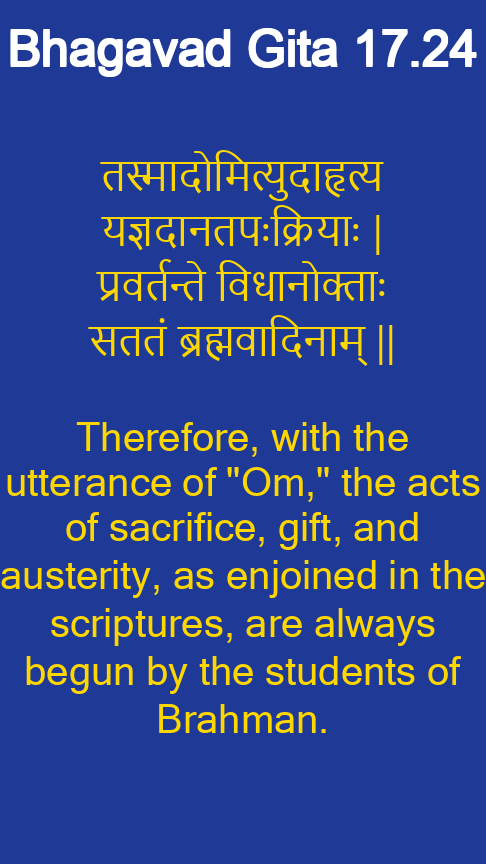 Bhagavad Gita 17.24
तस्मादोमित्युदाहृत्य
यज्ञदानतपःक्रियाः |
प्रवर्तन्ते विधानोक्ताः
सततं ब्रह्मवादिनाम् ||
Therefore, with the
utterance of "Om," the acts
of sacrifice, gift, and
austerity, as enjoined in the
scriptures, are always
begun by the students of
Brahman.